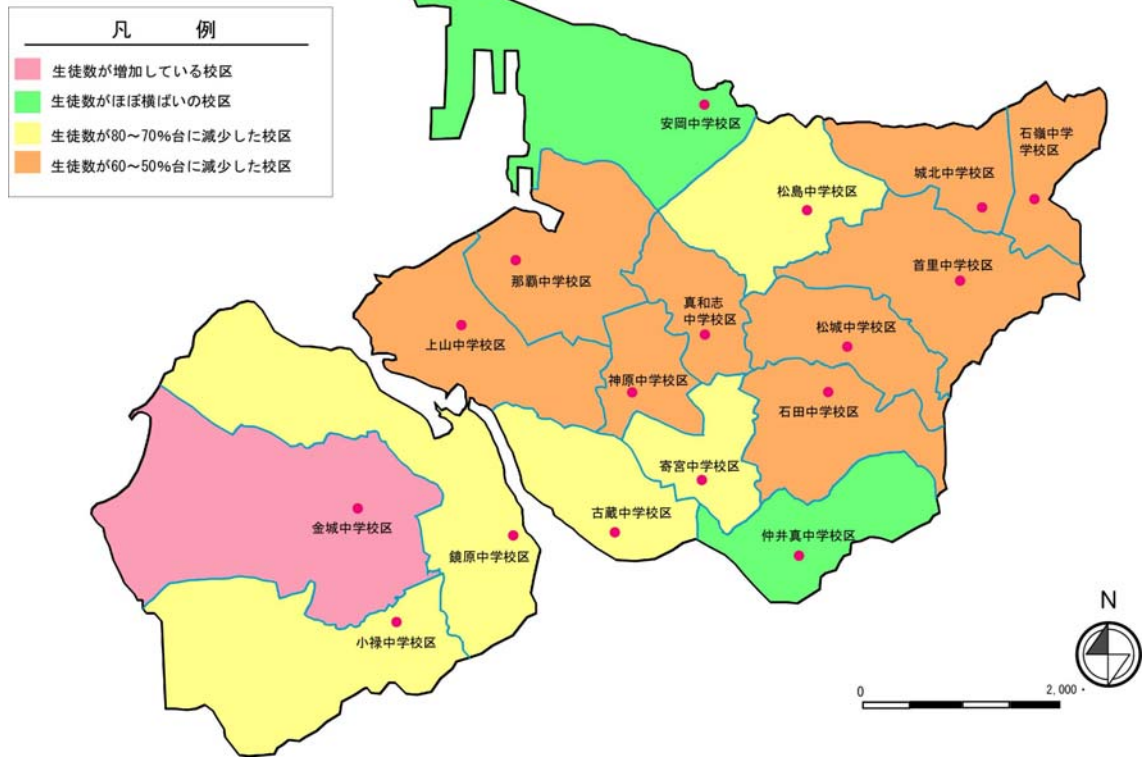 凡 例
生徒数が増加している校区
生徒数がほぼ横ばいの校区
生徒数が80～70％台に減少した校区
生徒数が60～50％台に減少した校区
安岡中学校区
石嶺中学
学校区
城北中学校区
松島中学校区
首里中学校区
那覇中学校区
真和志
中学校区
上山中学校区
松城中学校区
神原中学校区
石田中学校区
寄宮中学校区
古蔵中学校区
金城中学校区
鏡原中学校区
仲井真中学校区
小禄中学校区
N
0 2,000